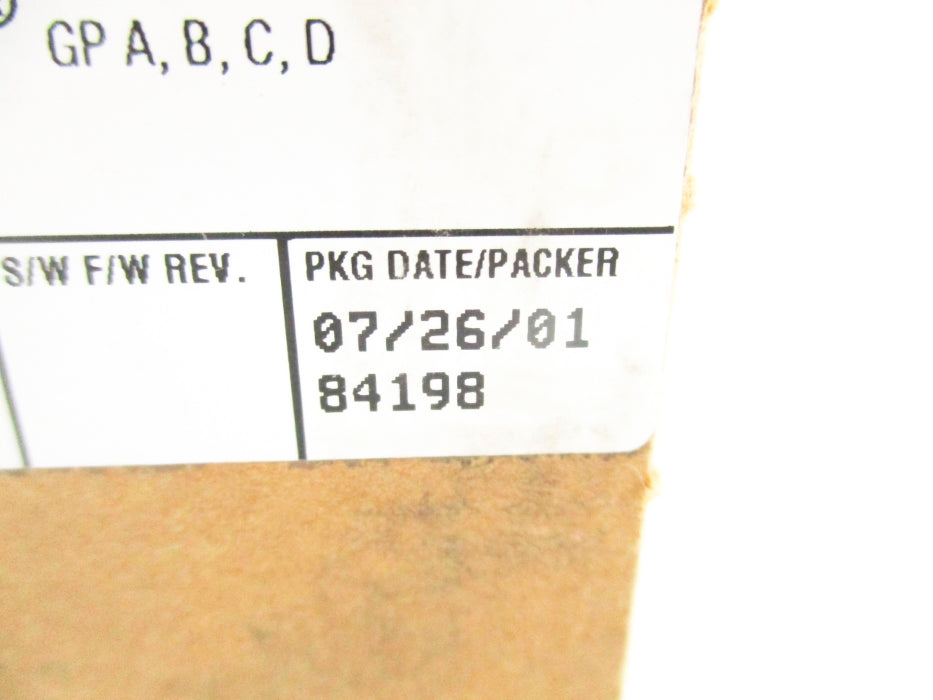 GP A, B, C, D
S/W F/W REV.
PKG DATE/PACKER
07/26/01
84198